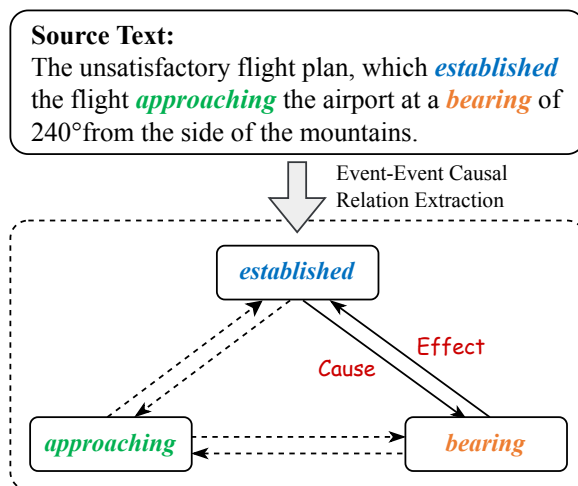 Source Text:
The unsatisfactory flight plan, which established
the flight approaching the airport at a bearing of
240°from the side of the mountains.
Event-Event Causal
Relation Extraction
established
Effect
Cause
approaching
bearing